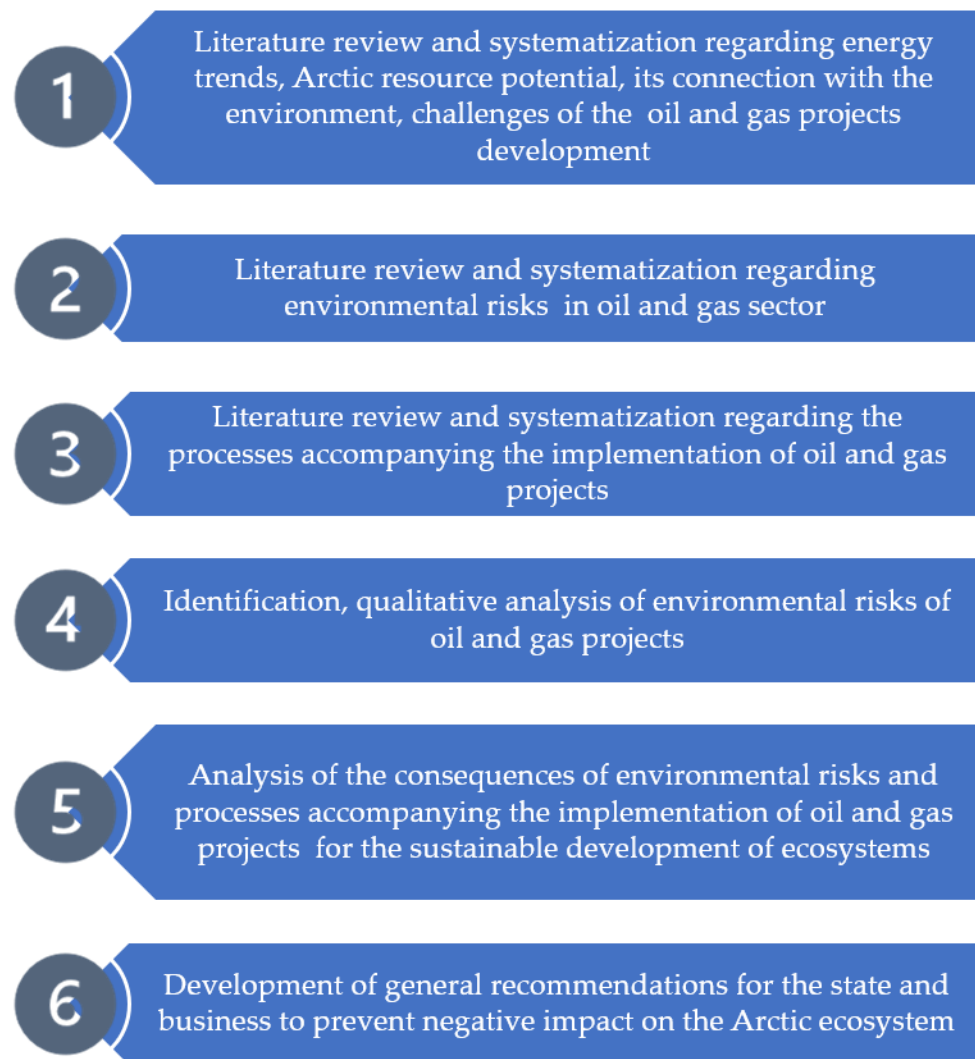 1
Literature review and systematization regarding energy
trends, Arctic resource potential, its connection with the
environment, challenges of the  oil and gas projects
development
2
Literature review and systematization regarding
environmental risks  in oil and gas sector
3
Literature review and systematization regarding the
processes accompanying the implementation of oil and gas
projects
4
Identification, qualitative analysis of environmental risks of
oil and gas projects
5
Analysis of the consequences of environmental risks and
processes accompanying the implementation of oil and gas
projects  for the sustainable development of ecosystems
6
Development of general recommendations for the state and
business to prevent negative impact on the Arctic ecosystem